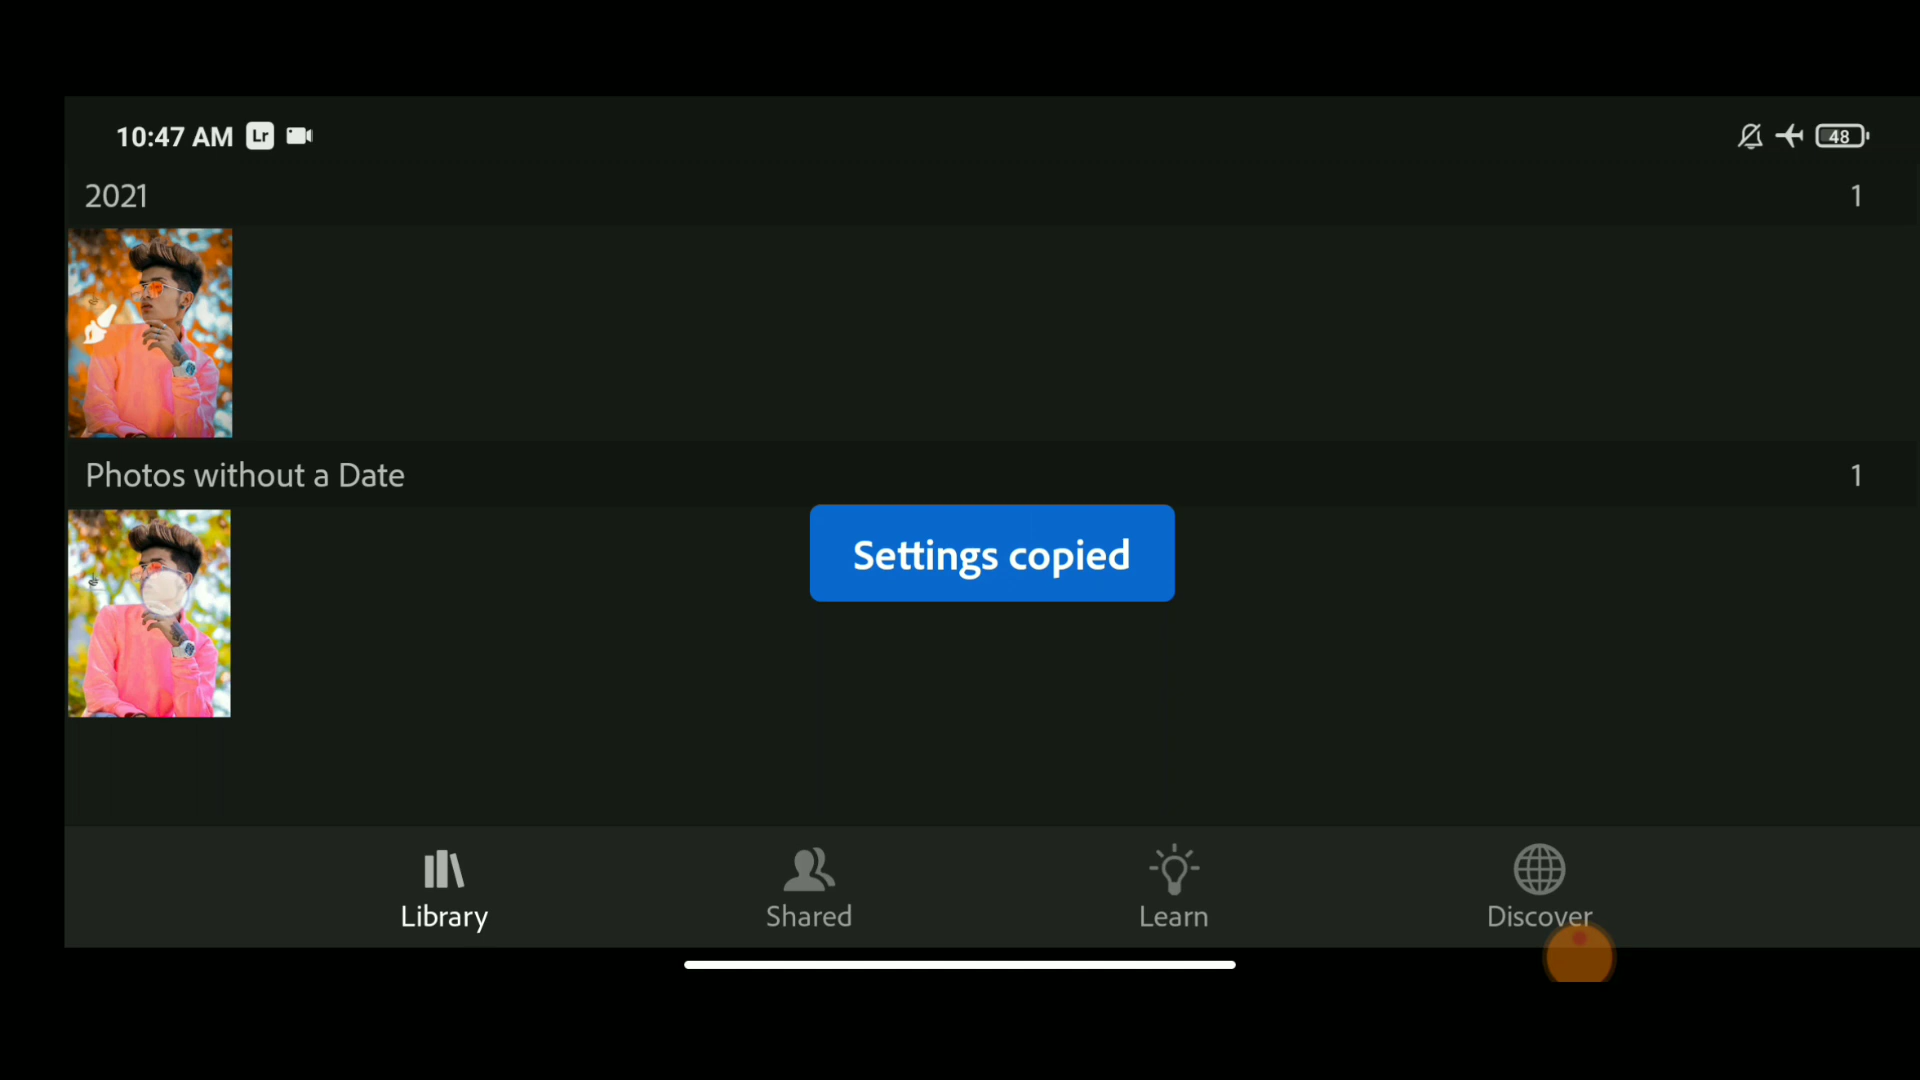 10:47 AM Lr 48
2021 1
Photos without a Date 1
Settings copied
Library Shared Learn Discover